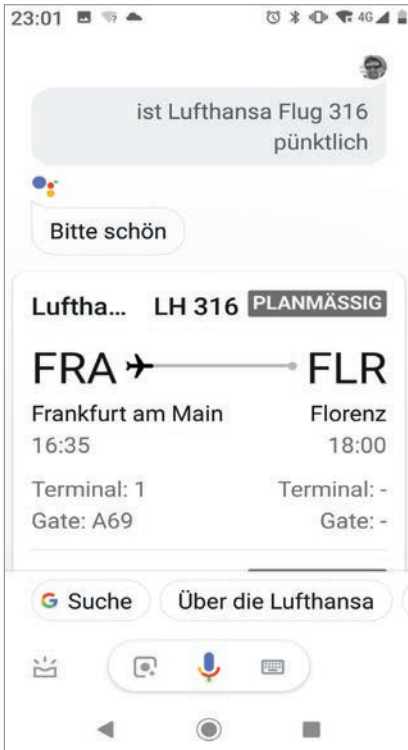 23:01 4G
ist Lufthansa Flug 316
pünktlich
Bitte schön
Luftha... LH 316 PLANMÄSSIG
FRA FLR
Frankfurt am Main Florenz
16:35 18:00
Terminal: 1 Terminal: -
Gate: A69 Gate: -
G Suche Über die Lufthansa